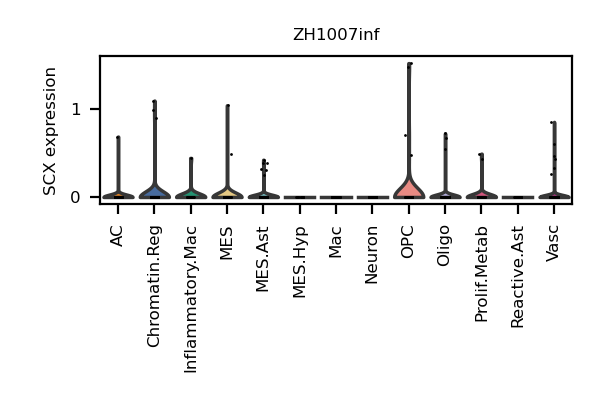 ZH1007inf
SCX expression
1
0
AC
Chromatin.Reg
Inflammatory.Mac
MES
MES.Ast
MES.Hyp
Mac
Neuron
OPC
Oligo
Prolif.Metab
Reactive.Ast
Vasc